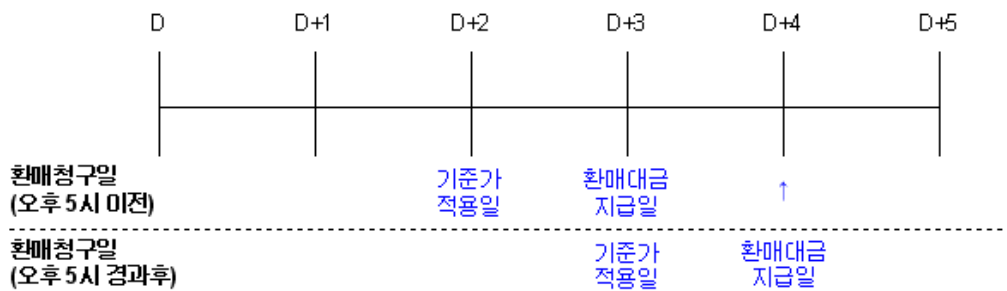 D D+1 D+2 D+3 D+4 D+5
환매청구일 기준가 환매대금 ↑
(오후 5시 이전) 적용일 지급일
환매청구일 기준가 환매대금
(오후 5시 경과후) 적용일 지급일